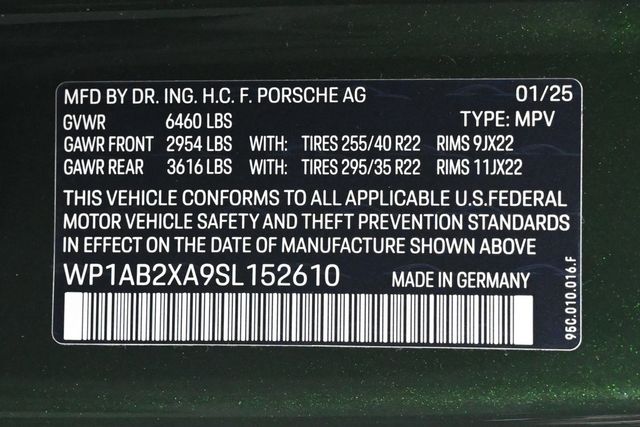 MFD BY DR. ING. H.C. F. PORSCHE AG 01/25
GVWR 6460 LBS TYPE: MPV
GAWR FRONT 2954 LBS WITH: TIRES 255/40 R22 RIMS 9JX22
GAWR REAR 3616 LBS WITH: TIRES 295/35 R22 RIMS 11JX22
THIS VEHICLE CONFORMS TO ALL APPLICABLE U.S.FEDERAL
MOTOR VEHICLE SAFETY AND THEFT PREVENTION STANDARDS
IN EFFECT ON THE DATE OF MANUFACTURE SHOWN ABOVE
WP1AB2XA9SL152610 MADE IN GERMANY
95C.010.016.F